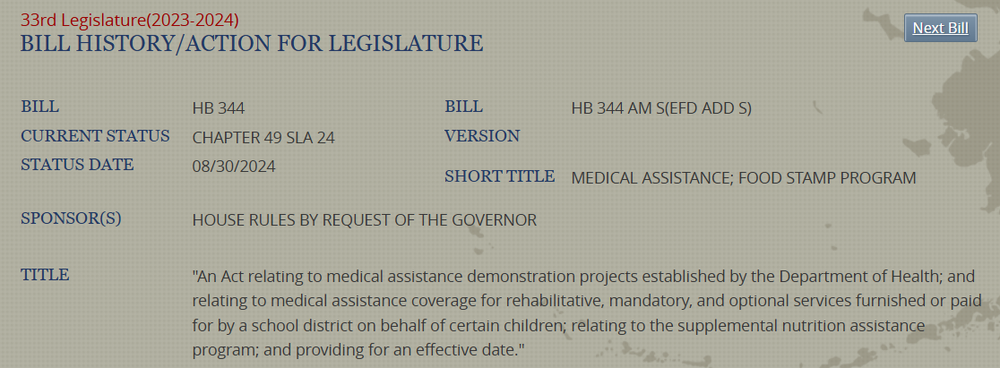 33rd Legislature(2023-2024)
BILL HISTORY/ACTION FOR LEGISLATURE
Next Bill
BILL HB 344 BILL HB 344 AM S(EFD ADD S)
CURRENT STATUS CHAPTER 49 SLA 24 VERSION
STATUS DATE 08/30/2024
SHORT TITLE MEDICAL ASSISTANCE; FOOD STAMP PROGRAM
SPONSOR(S) HOUSE RULES BY REQUEST OF THE GOVERNOR
TITLE "An Act relating to medical assistance demonstration projects established by the Department of Health; and
relating to medical assistance coverage for rehabilitative, mandatory, and optional services furnished or paid
for by a school district on behalf of certain children; relating to the supplemental nutrition assistance
program; and providing for an effective date."